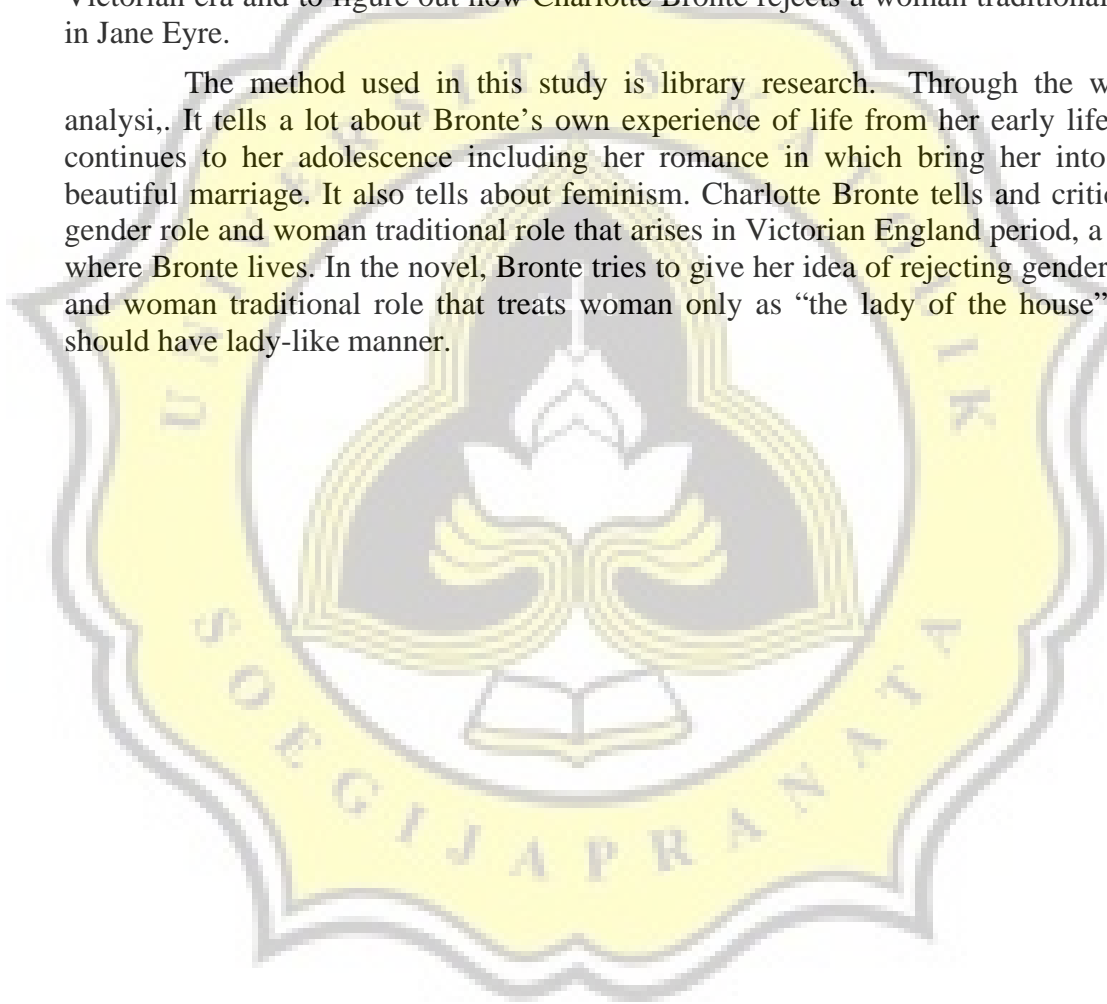 Victorian era and to figure out how Charlotte Bronte rejects a woman traditional
in Jane Eyre.
The method used in this study is library research. Through the w
analysi,. It tells a lot about Bronte’s own experience of life from her early life
continues to her adolescence including her romance in which bring her into
beautiful marriage. It also tells about feminism. Charlotte Bronte tells and critic
gender role and woman traditional role that arises in Victorian England period, a
where Bronte lives. In the novel, Bronte tries to give her idea of rejecting gender
and woman traditional role that treats woman only as “the lady of the house”
should have lady-like manner.
UNIVERSITAS KATOLIK
SOEGIJAPRANATA